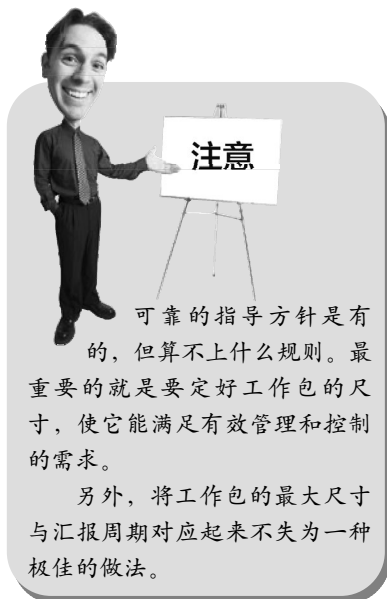 注意
可靠的指导方针是有
的，但算不上什么规则。最
重要的就是要定好工作包的尺
寸，使它能满足有效管理和控制
的需求。
另外，将工作包的最大尺寸
与汇报周期对应起来不失为一种
极佳的做法。